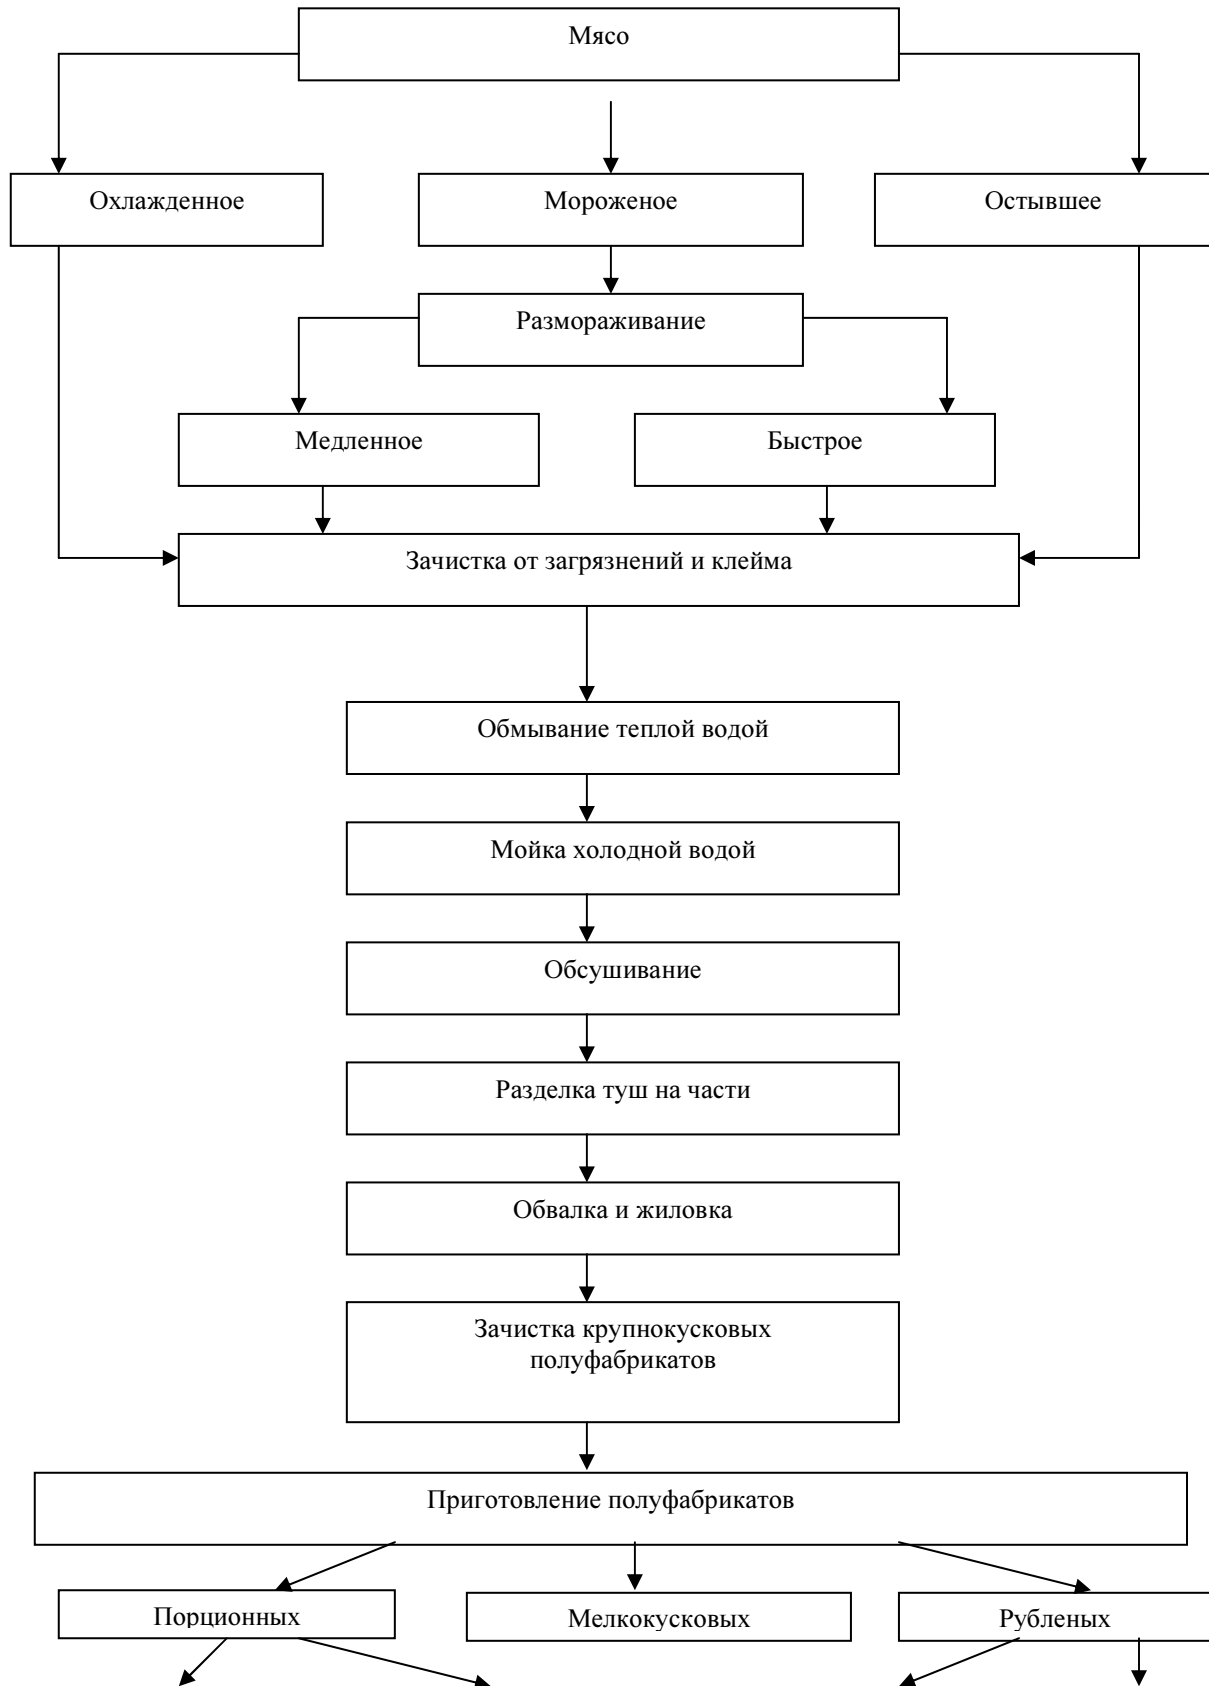 Мясо
Охлажденное
Мороженое
Остывшее
Размораживание
Медленное
Быстрое
Зачистка от загрязнений и клейма
Обмывание теплой водой
Мойка холодной водой
Обсушивание
Разделка туш на части
Обвалка и жиловка
Зачистка крупнокусковых
полуфабрикатов
Приготовление полуфабрикатов
Порционных
Мелкокусковых
Рубленых